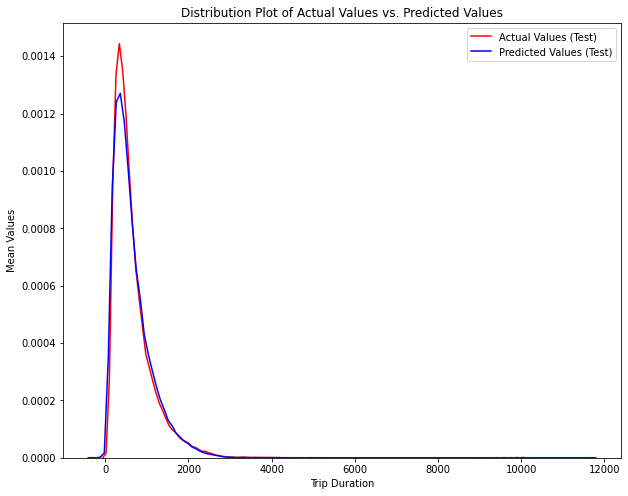 Distribution Plot of Actual Values vs. Predicted Values
Actual Values (Test)
Predicted Values (Test)
Mean Values
0.0014
0.0012
0.0010
0.0008
0.0006
0.0004
0.0002
0.0000
0 2000 4000 6000 8000 10000 12000
Trip Duration